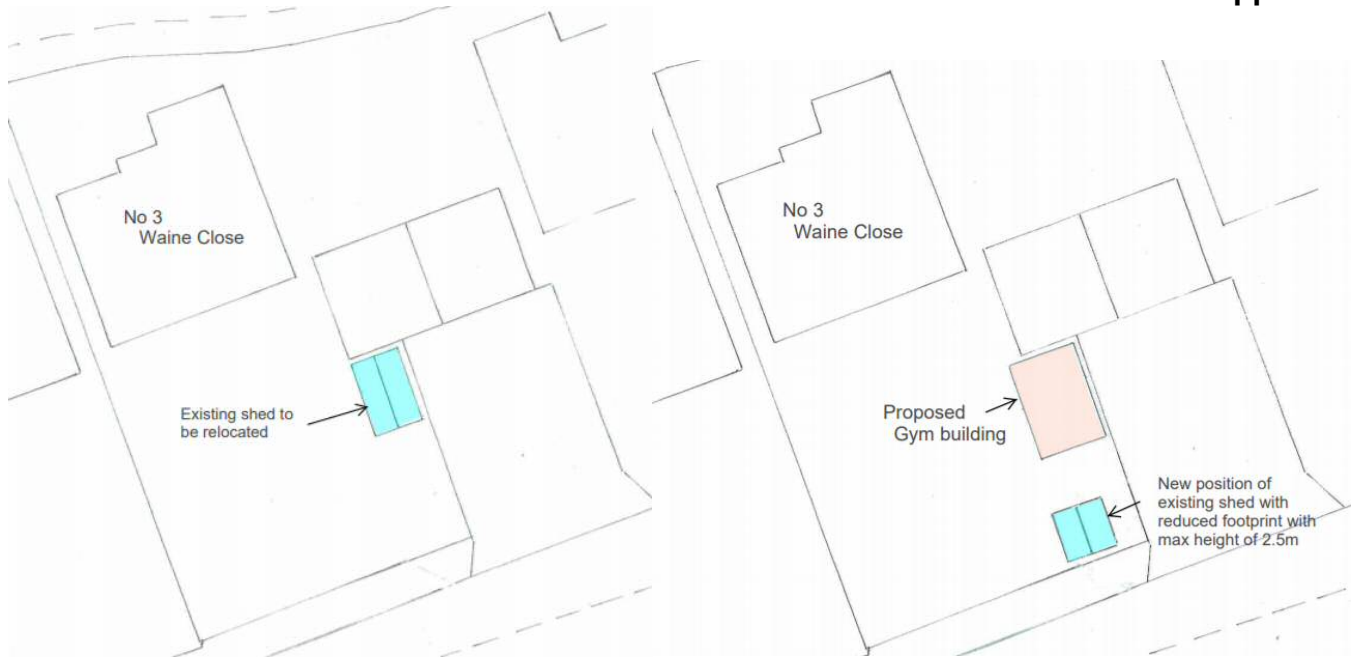 No 3
Waine Close
Existing shed to
be relocated
No 3
Waine Close
Proposed
Gym building
New position of
existing shed with
reduced footprint with
max height of 2.5m